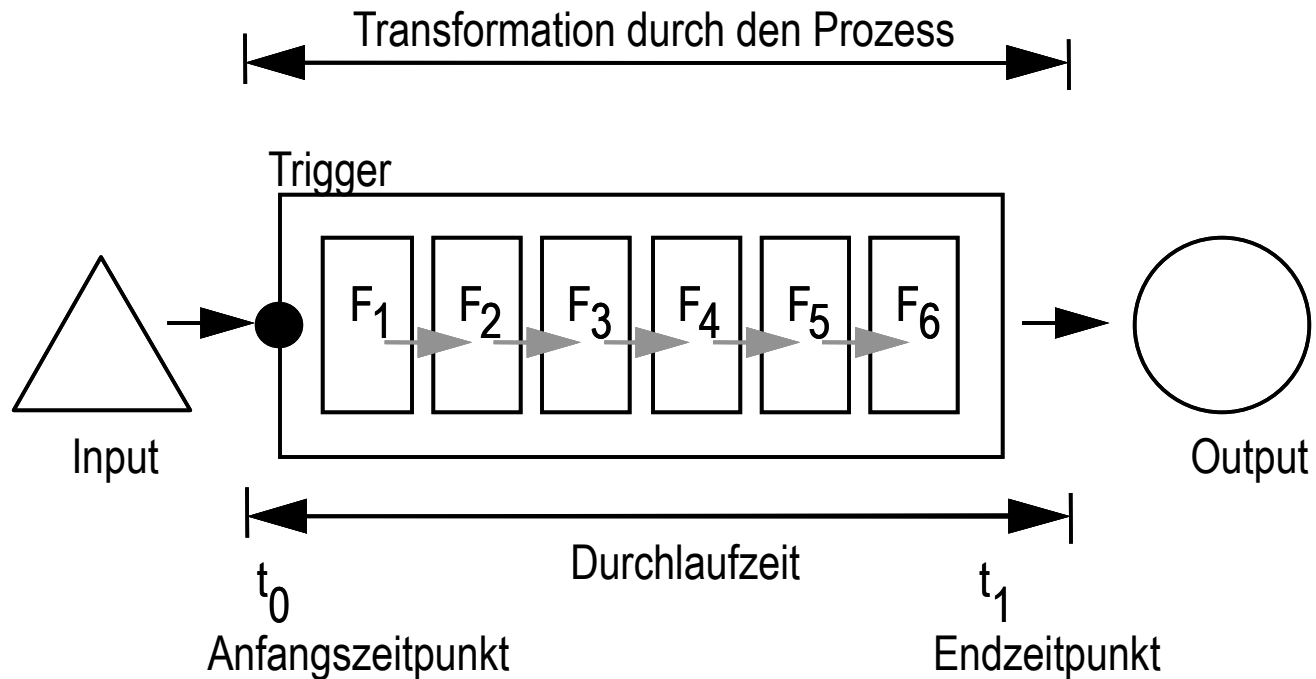 Transformation durch den Prozess
Trigger
F1 F2 F3 F4 F5 F6
Input
Output
Durchlaufzeit
t0 t1
Anfangszeitpunkt Endzeitpunkt